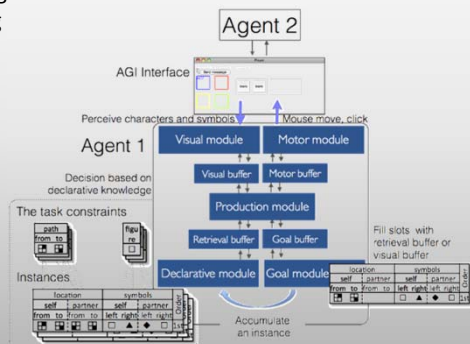 Agent 2
AGI Interface
Perceive characters and symbols
Mouse move, click
Agent 1
Visual module
Motor module
Decision based on
declarative knowledge
Visual buffer
Motor buffer
The task constraints
Production module
path
from to
figu
re
Retrieval buffer
Goal buffer
Fill slots with
retrieval buffer or
visual buffer
Instances
Declarative module
Goal module
location
symbols
self
partner
self
partner
from to
from to
left right
left right
Order
1st
location
symbols
self
partner
self
partner
from to
from to
left right
left right
Order
1st
Accumulate
an instance